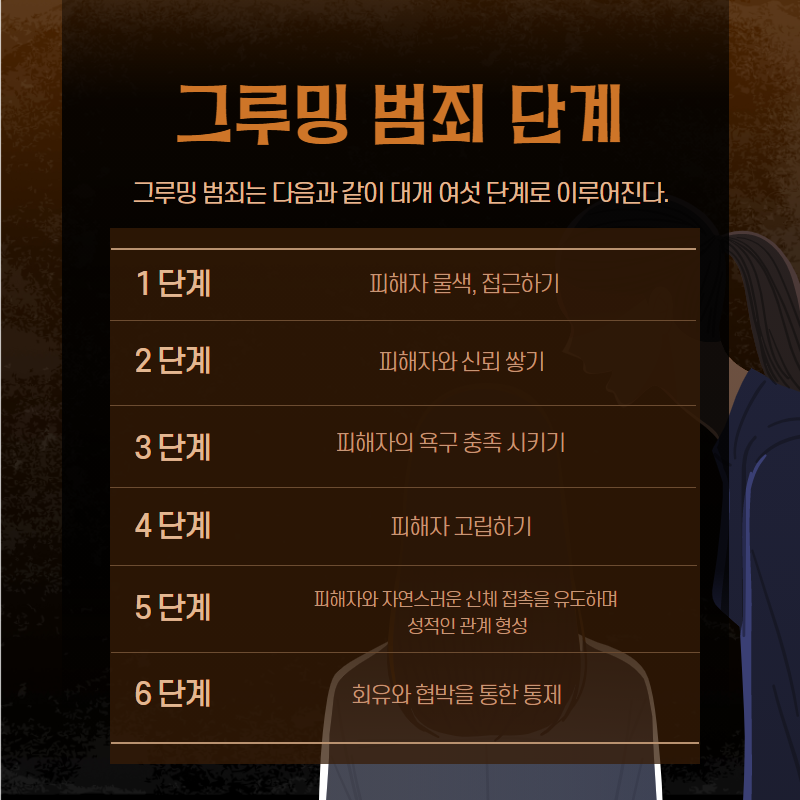 그루밍 범죄 단계
그루밍 범죄는 다음과 같이 대개 여섯 단계로 이루어진다.
1 단계 피해자 물색, 접근하기
2 단계 피해자와 신뢰 쌓기
3 단계 피해자의 욕구 충족 시키기
4 단계 피해자 고립하기
5 단계 피해자와 자연스러운 신체 접촉을 유도하며
성적인 관계 형성
6 단계 회유와 협박을 통한 통제